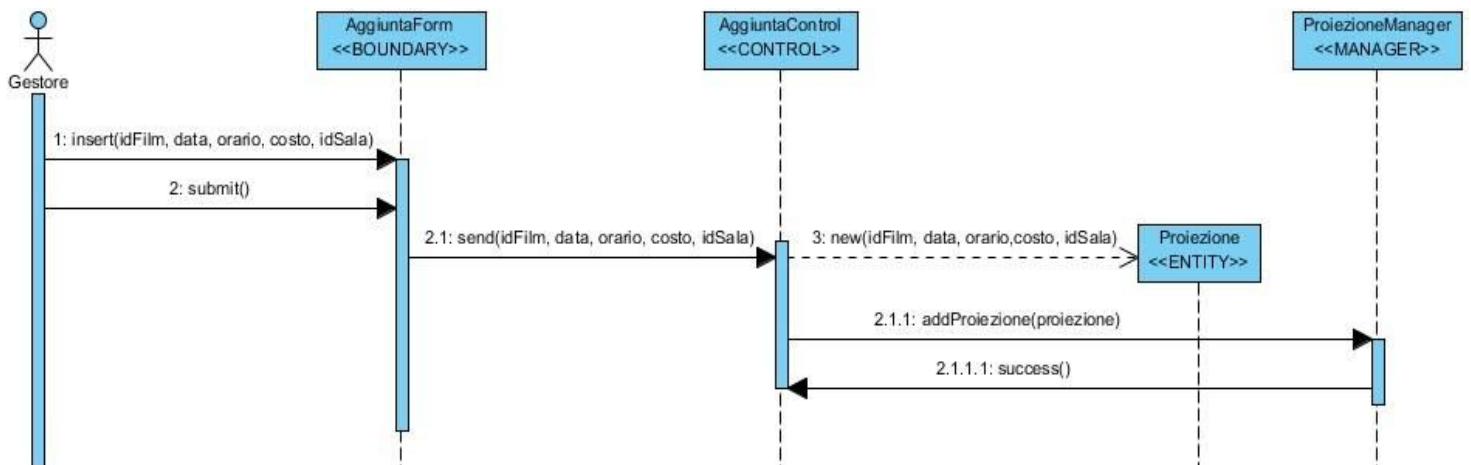 AggiuntaForm
<<BOUNDARY>>
AggiuntaControl
<<CONTROL>>
ProiezioneManager
<<MANAGER>>
Gestore
1: insert(idFilm, data, orario, costo, idSala)
2: submit()
2.1: send(idFilm, data, orario, costo, idSala)
3: new(idFilm, data, orario,costo, idSala)
Proiezione
<<ENTITY>>
2.1.1: addProiezione(proiezione)
2.1.1.1: success()